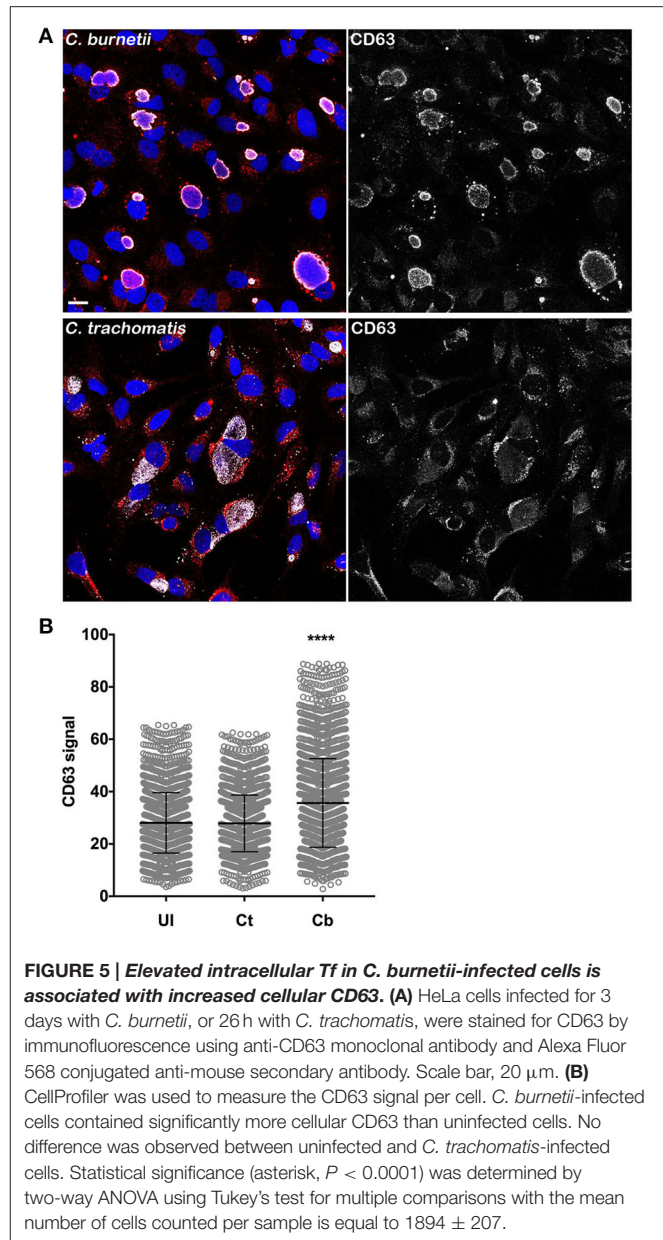 A
C. burnetii
CD63
C. trachomatis
CD63
B
100
80
60
40
20
0
CD63 signal
****
UI
Ct
Cb
FIGURE 5 | Elevated intracellular Tf in C. burnetii-infected cells is
associated with increased cellular CD63. (A) HeLa cells infected for 3
days with C. burnetii, or 26 h with C. trachomatis, were stained for CD63 by
immunofluorescence using anti-CD63 monoclonal antibody and Alexa Fluor
568 conjugated anti-mouse secondary antibody. Scale bar, 20 μm. (B)
CellProfiler was used to measure the CD63 signal per cell. C. burnetii-infected
cells contained significantly more cellular CD63 than uninfected cells. No
difference was observed between uninfected and C. trachomatis-infected
cells. Statistical significance (asterisk, P < 0.0001) was determined by
two-way ANOVA using Tukey's test for multiple comparisons with the mean
number of cells counted per sample is equal to 1894 ± 207.